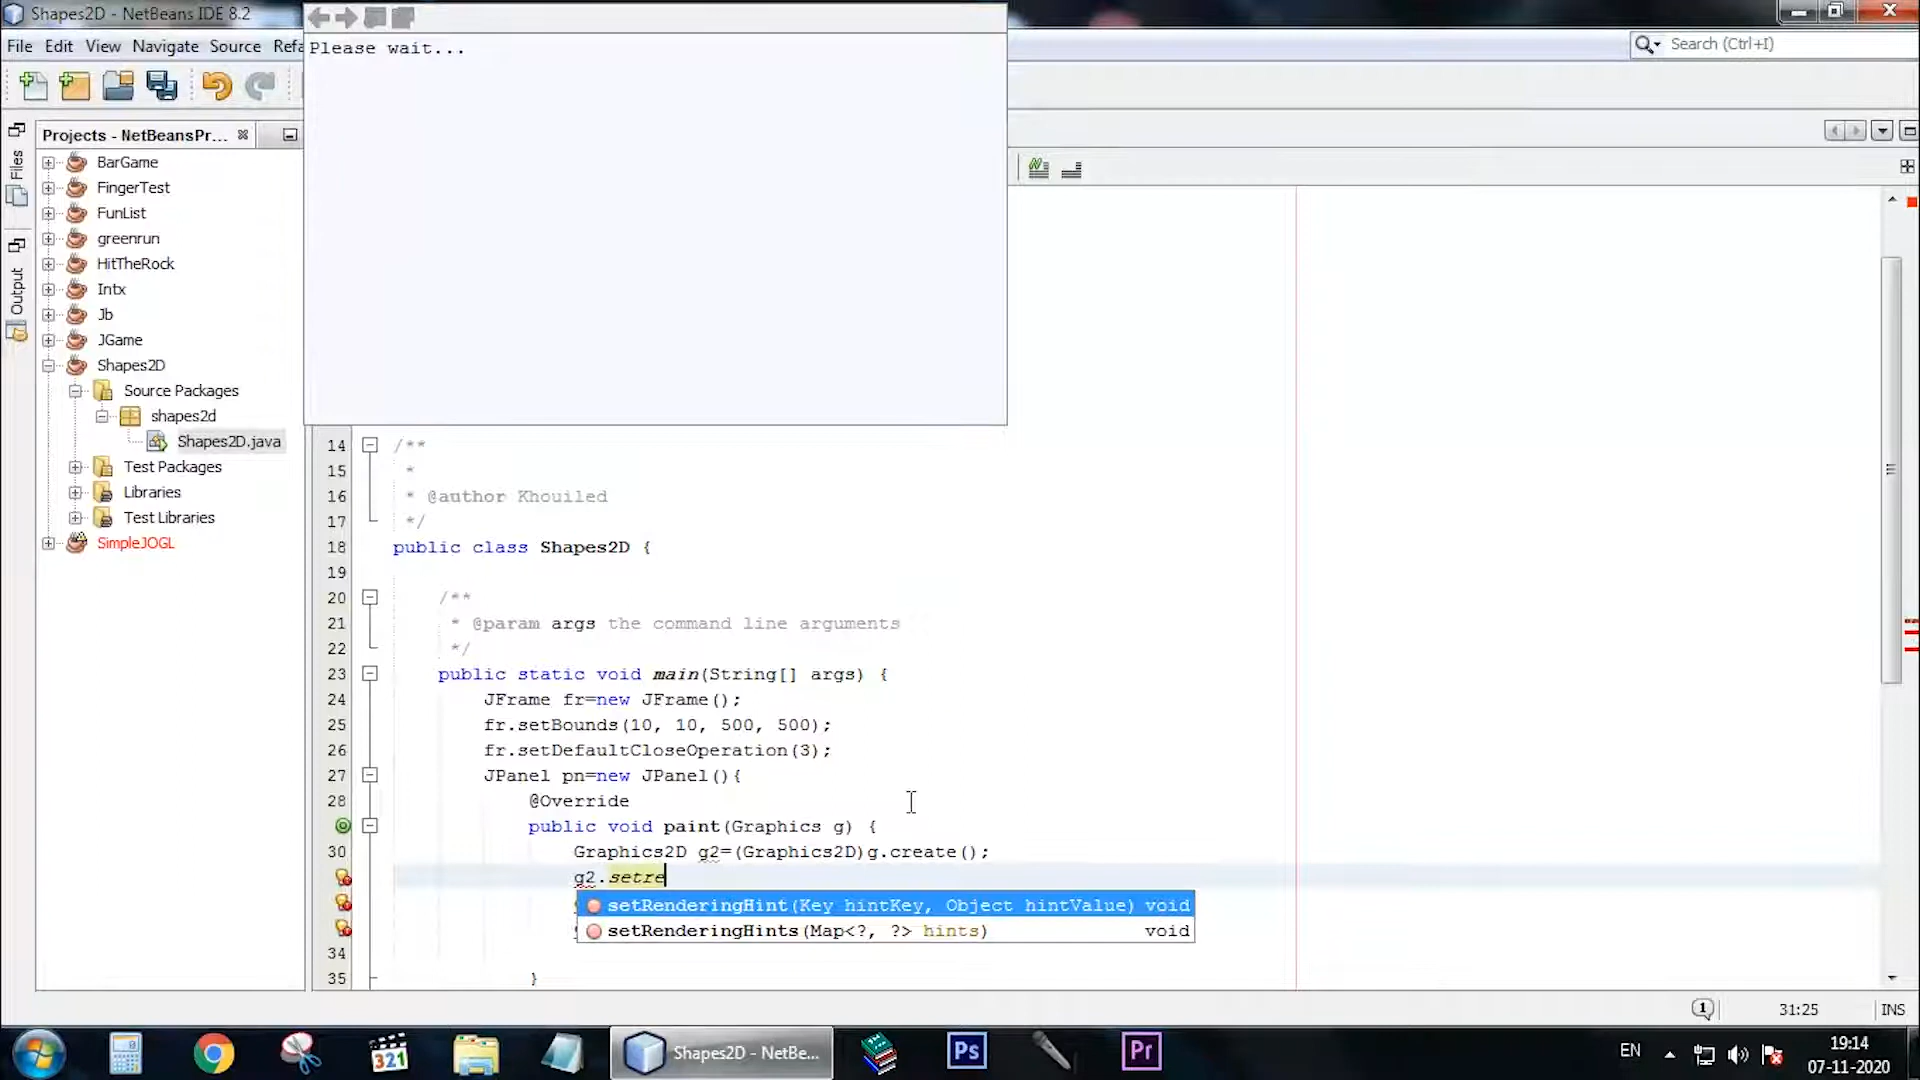 Shapes2D - NetBeans IDE 8.2
File Edit View Navigate Source Refa
Please wait...
Search (Ctrl+I)
Projects - NetBeansPr...
Files
Output
BarGame
FingerTest
FunList
greenrun
HitTheRock
Intx
Jb
JGame
Shapes2D
Source Packages
shapes2d
Shapes2D.java
Test Packages
Libraries
Test Libraries
SimpleJOGL
14 /**
15 *
16 * @author Khouiled
17 */
18 public class Shapes2D {
19
20 /**
21 * @param args the command line arguments
22 */
23 public static void main(String[] args) {
24 JFrame fr=new JFrame();
25 fr.setBounds(10, 10, 500, 500);
26 fr.setDefaultCloseOperation(3);
27 JPanel pn=new JPanel(){
28 @Override
public void paint(Graphics g) {
30 Graphics2D g2=(Graphics2D)g.create();
g2.setre
setRenderingHint(Key hintKey, Object hintValue) void
setRenderingHints(Map<?, ?> hints) void
34
35 }
31:25 INS
321
Shapes2D - NetBe...
Ps
Pr
EN
19:14
07-11-2020